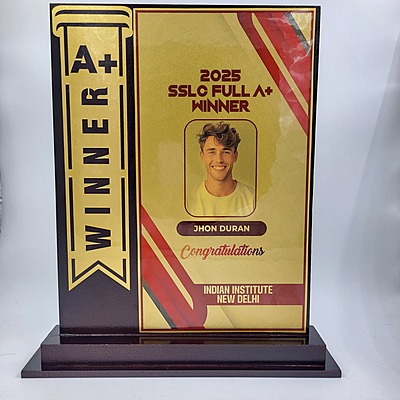 A+
WINNER
2025
SSLC FULL A+
WINNER
JHON DURAN
Congratulations
INDIAN INSTITUTE
NEW DELHI